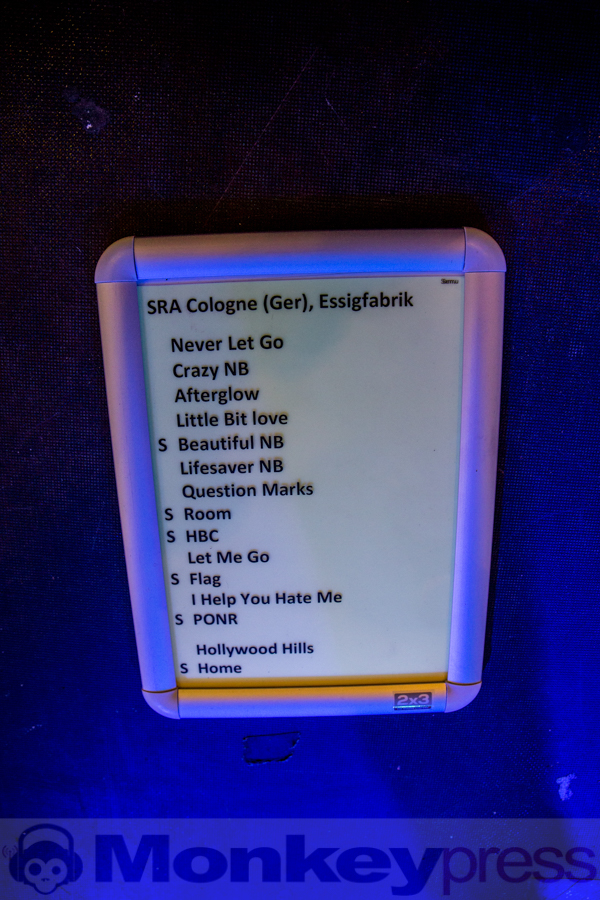 SRA Cologne (Ger), Essigfabrik
Never Let Go
Crazy NB
Afterglow
Little Bit love
S Beautiful NB
Lifesaver NB
Question Marks
S Room
S HBC
Let Me Go
S Flag
I Help You Hate Me
S PONR
Hollywood Hills
S Home
2x3
Monkeypress